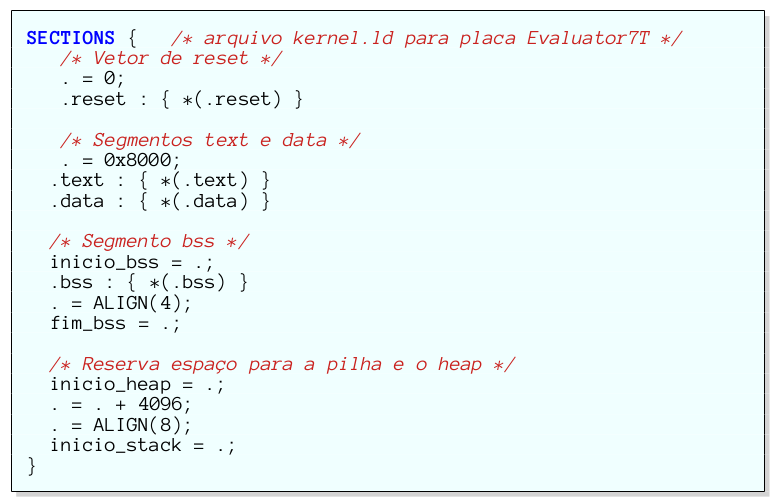 SECTIONS {   /* arquivo kernel.ld para placa Evaluator7T */
   /* Vetor de reset */
   . = 0;
   .reset : { *(.reset) }

   /* Segmentos text e data */
   . = 0x8000;
  .text : { *(.text) }
  .data : { *(.data) }

  /* Segmento bss */
  inicio_bss = .;
  .bss : { *(.bss) }
  . = ALIGN(4);
  fim_bss = .;

  /* Reserva espaço para a pilha e o heap */
  inicio_heap = .;
  . = . + 4096;
  . = ALIGN(8);
  inicio_stack = .;
}